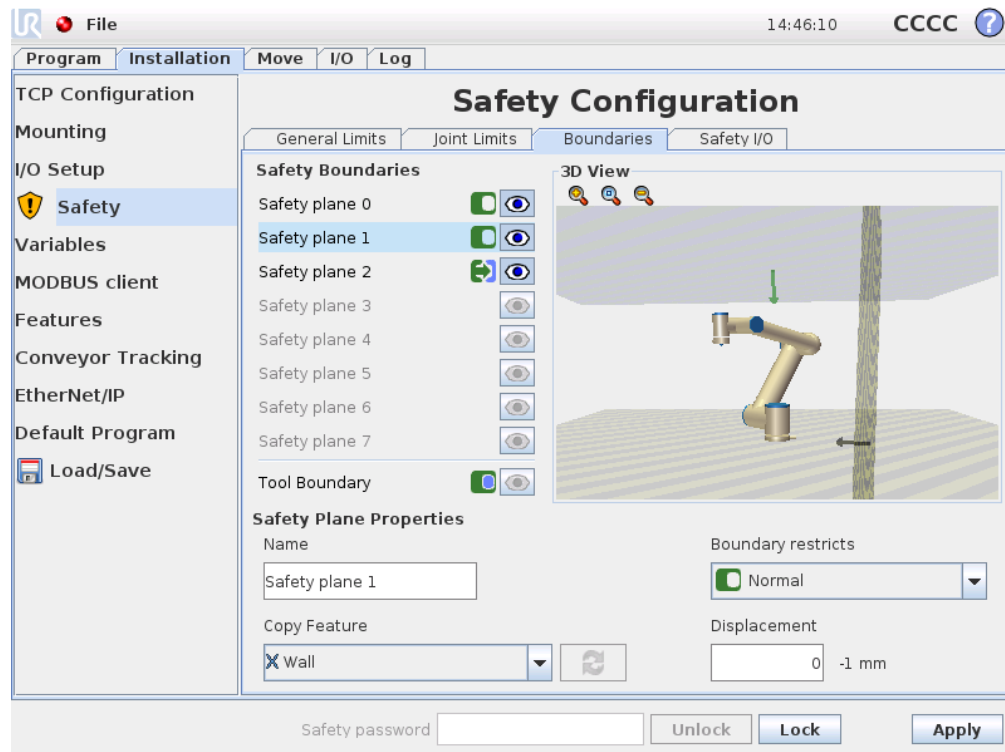 UR File 14:46:10 CCCC ?
Program Installation Move I/O Log
TCP Configuration
Mounting
I/O Setup
Safety
Variables
MODBUS client
Features
Conveyor Tracking
EtherNet/IP
Default Program
Load/Save
Safety Configuration
General Limits Joint Limits Boundaries Safety I/O
Safety Boundaries
Safety plane 0
Safety plane 1
Safety plane 2
Safety plane 3
Safety plane 4
Safety plane 5
Safety plane 6
Safety plane 7
Tool Boundary
3D View
Safety Plane Properties
Name
Safety plane 1
Boundary restricts
Normal
Copy Feature
Wall
Displacement
0 -1 mm
Safety password Unlock Lock Apply